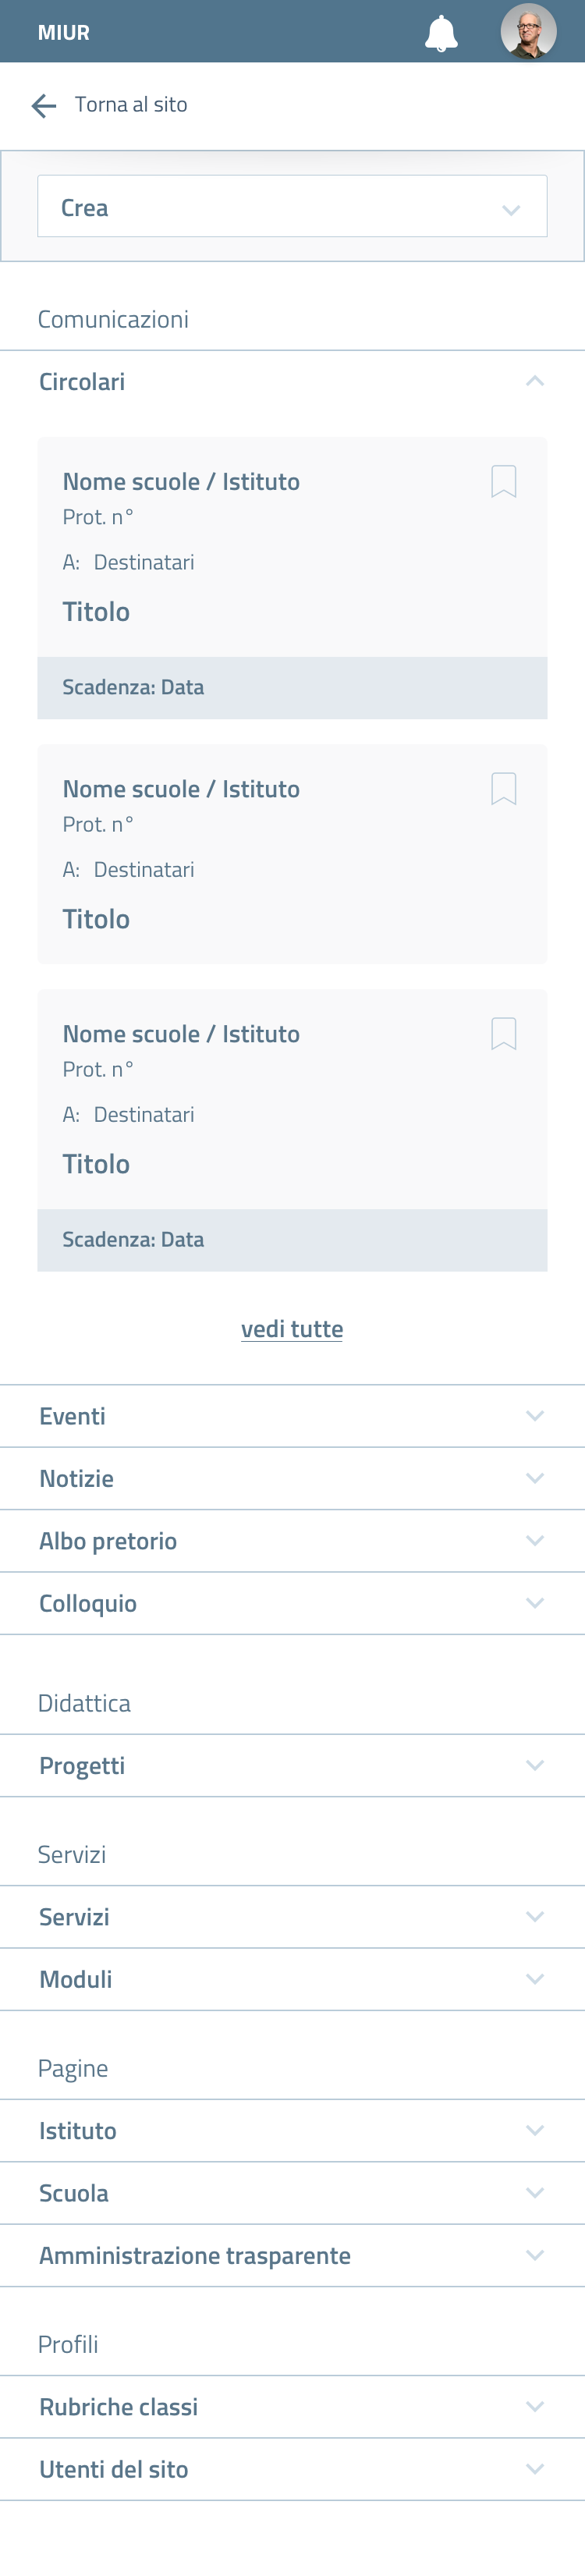 MIUR
Torna al sito
Crea
Comunicazioni
Circolari
Nome scuole / Istituto
Prot. n°
A: Destinatari
Titolo
Scadenza: Data
Nome scuole / Istituto
Prot. n°
A: Destinatari
Titolo
Nome scuole / Istituto
Prot. n°
A: Destinatari
Titolo
Scadenza: Data
vedi tutte
Eventi
Notizie
Albo pretorio
Colloquio
Didattica
Progetti
Servizi
Servizi
Moduli
Pagine
Istituto
Scuola
Amministrazione trasparente
Profili
Rubriche classi
Utenti del sito